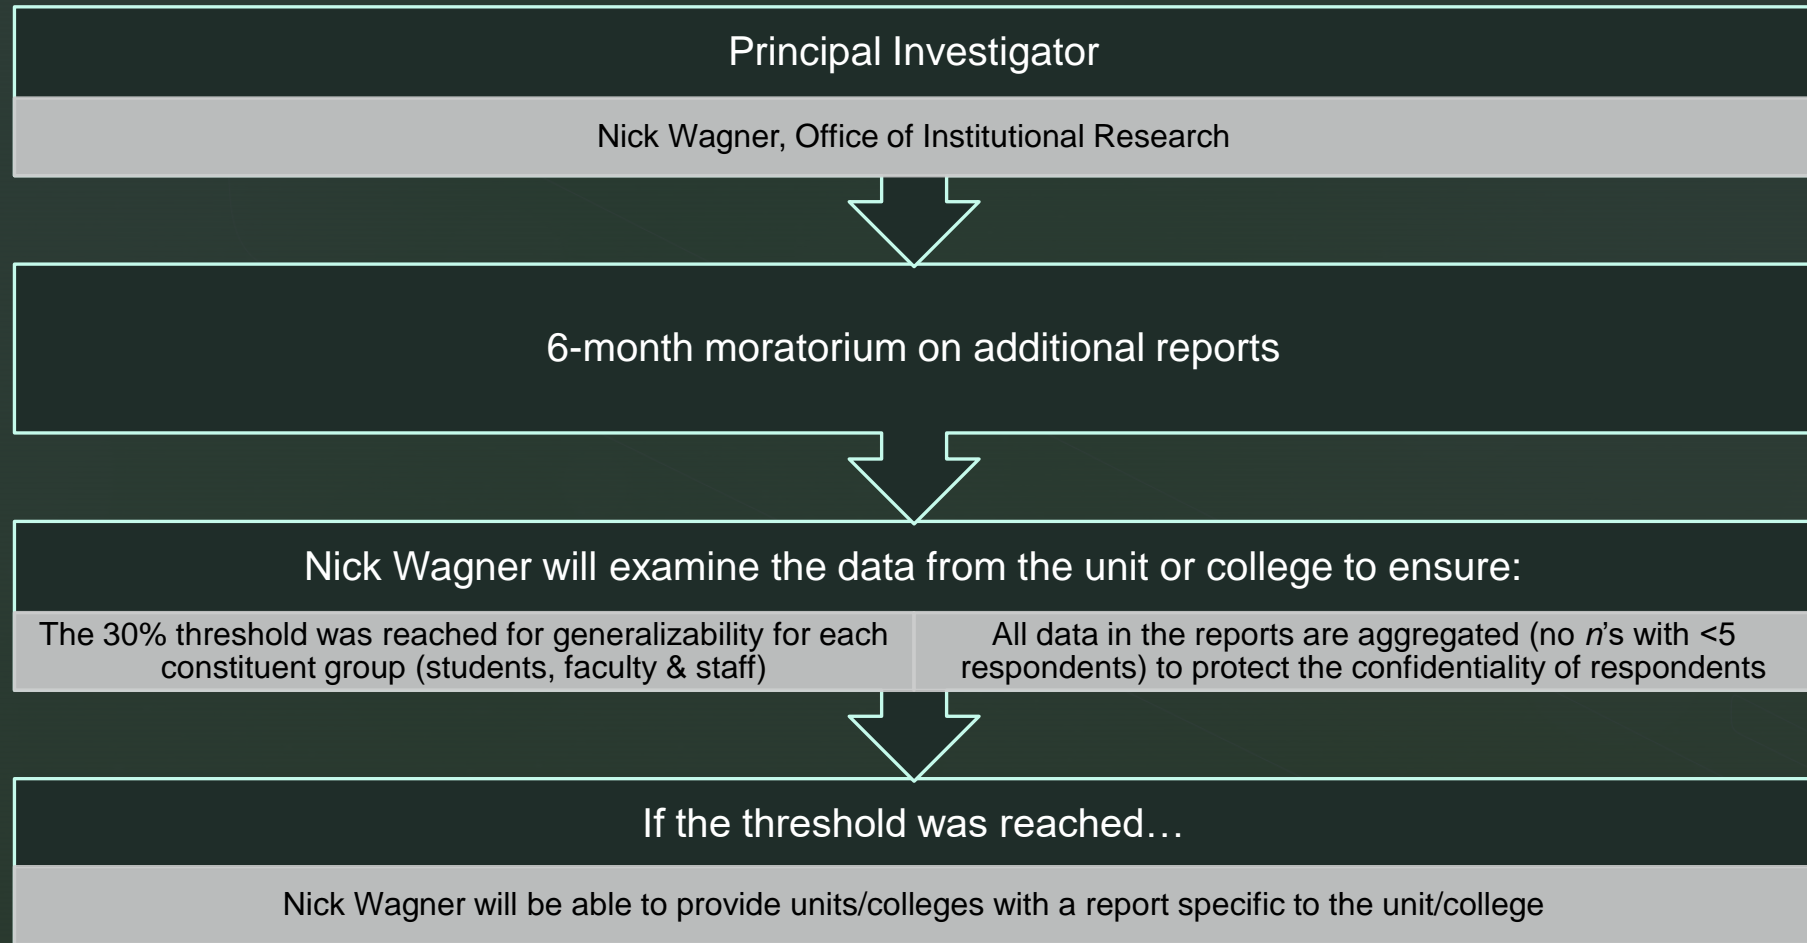 Principal Investigator
Nick Wagner, Office of Institutional Research
6-month moratorium on additional reports
Nick Wagner will examine the data from the unit or college to ensure:
The 30% threshold was reached for generalizability for each
constituent group (students, faculty & staff)
All data in the reports are aggregated (no n's with <5
respondents) to protect the confidentiality of respondents
If the threshold was reached…
Nick Wagner will be able to provide units/colleges with a report specific to the unit/college